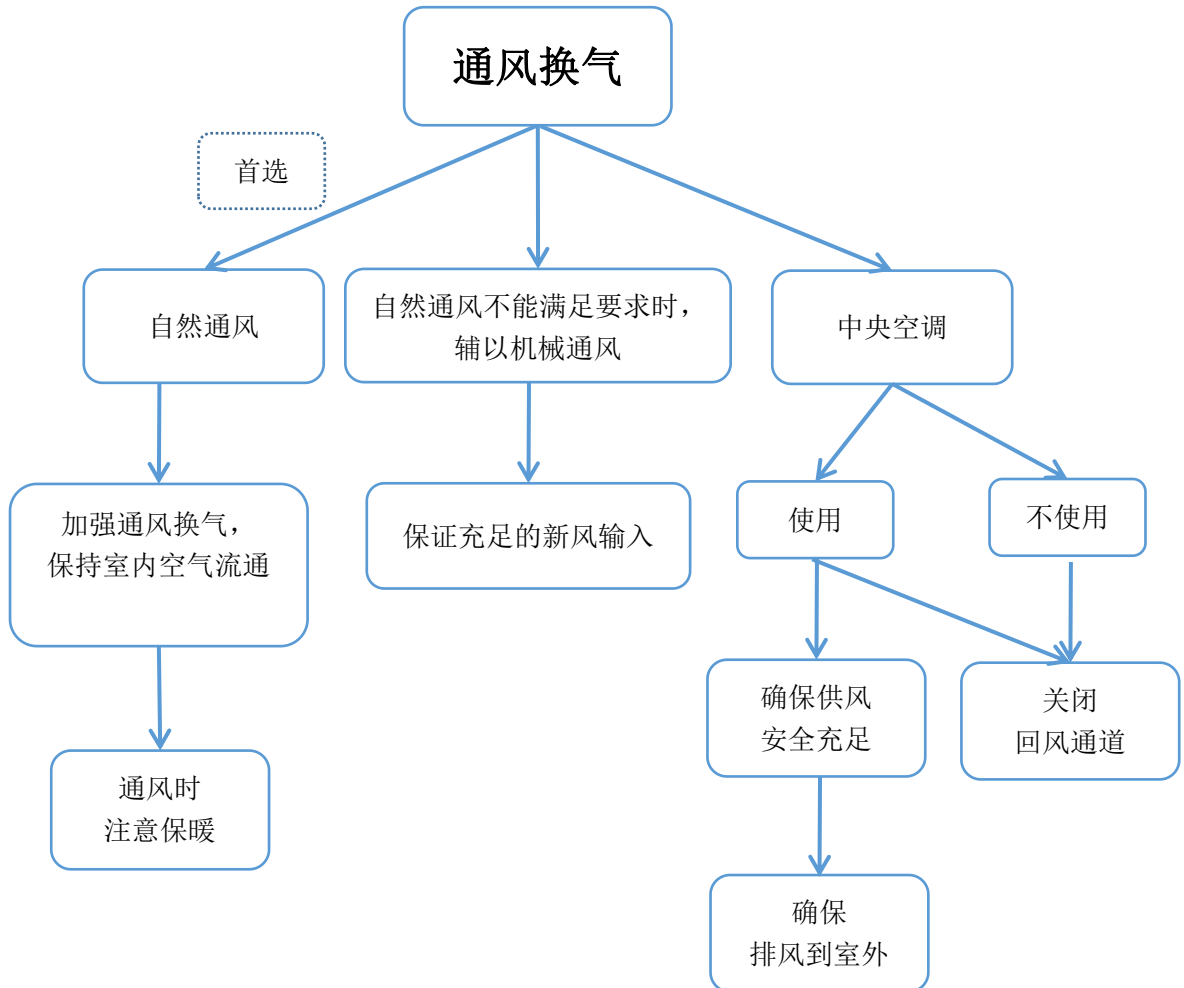 通风换气
首选
自然通风
自然通风不能满足要求时，
辅以机械通风
中央空调
加强通风换气，
保持室内空气流通
保证充足的新风输入
使用
不使用
确保供风
安全充足
关闭
回风通道
通风时
注意保暖
确保
排风到室外